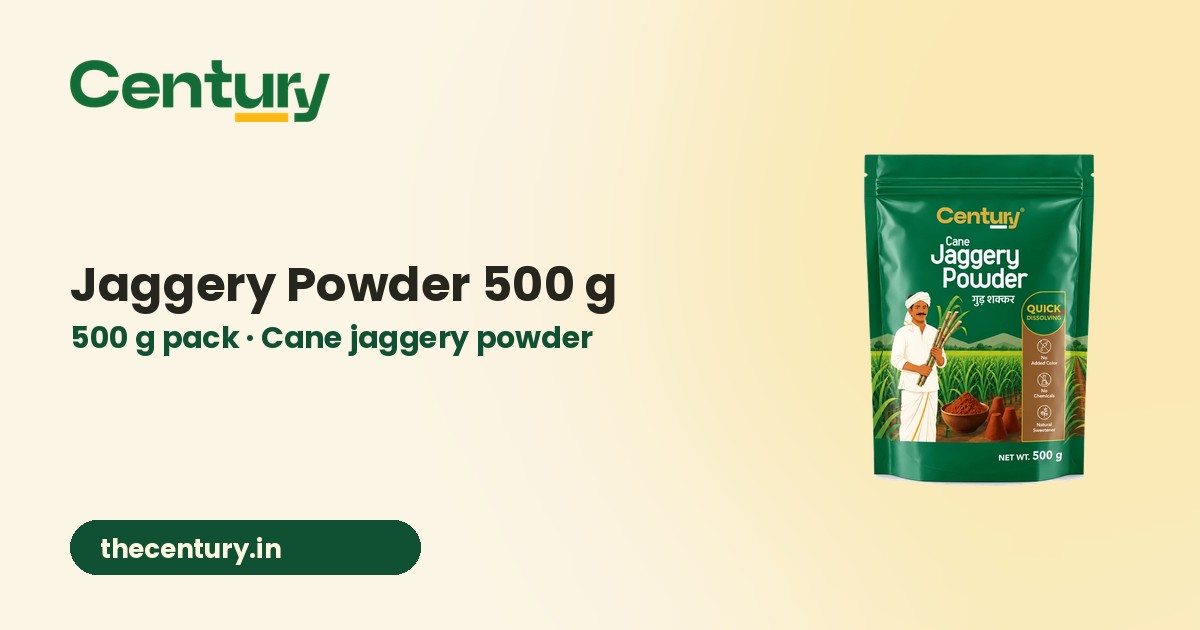 Century
Jaggery Powder 500 g
500 g pack · Cane jaggery powder
thecentury.in
Century®
Cane
Jaggery
Powder
गुड़ शक्कर
QUICK
DISSOLVING
No
Added Color
No
Chemicals
Natural
Sweetener
NET WT. 500 g